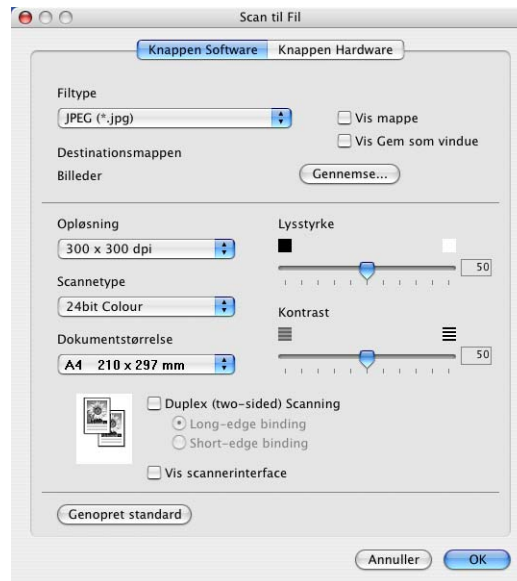 Scan til Fil
Knappen Software Knappen Hardware
Filtype
JPEG (*.jpg)
Vis mappe
Vis Gem som vindue
Destinationsmappen
Billeder
Gennemse...
Opløsning
300 x 300 dpi
Lysstyrke
50
Scannetype
24bit Colour
Kontrast
50
Dokumentstørrelse
A4 210 x 297 mm
Duplex (two-sided) Scanning
Long-edge binding
Short-edge binding
Vis scannerinterface
Genopret standard
Annuller OK